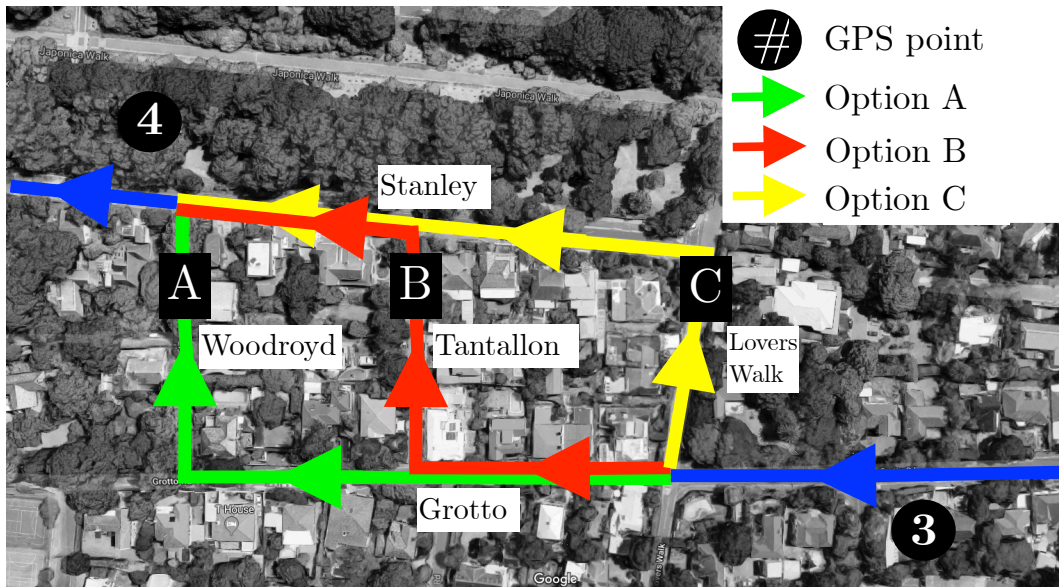 # GPS point
Option A
Option B
Option C
Japonica Walk
Japonica Walk
Japonica Walk
4
Stanley
A
B
C
Woodroyd
Tantallon
Lovers
Walk
Grotto
T House
Grotto
3
Google